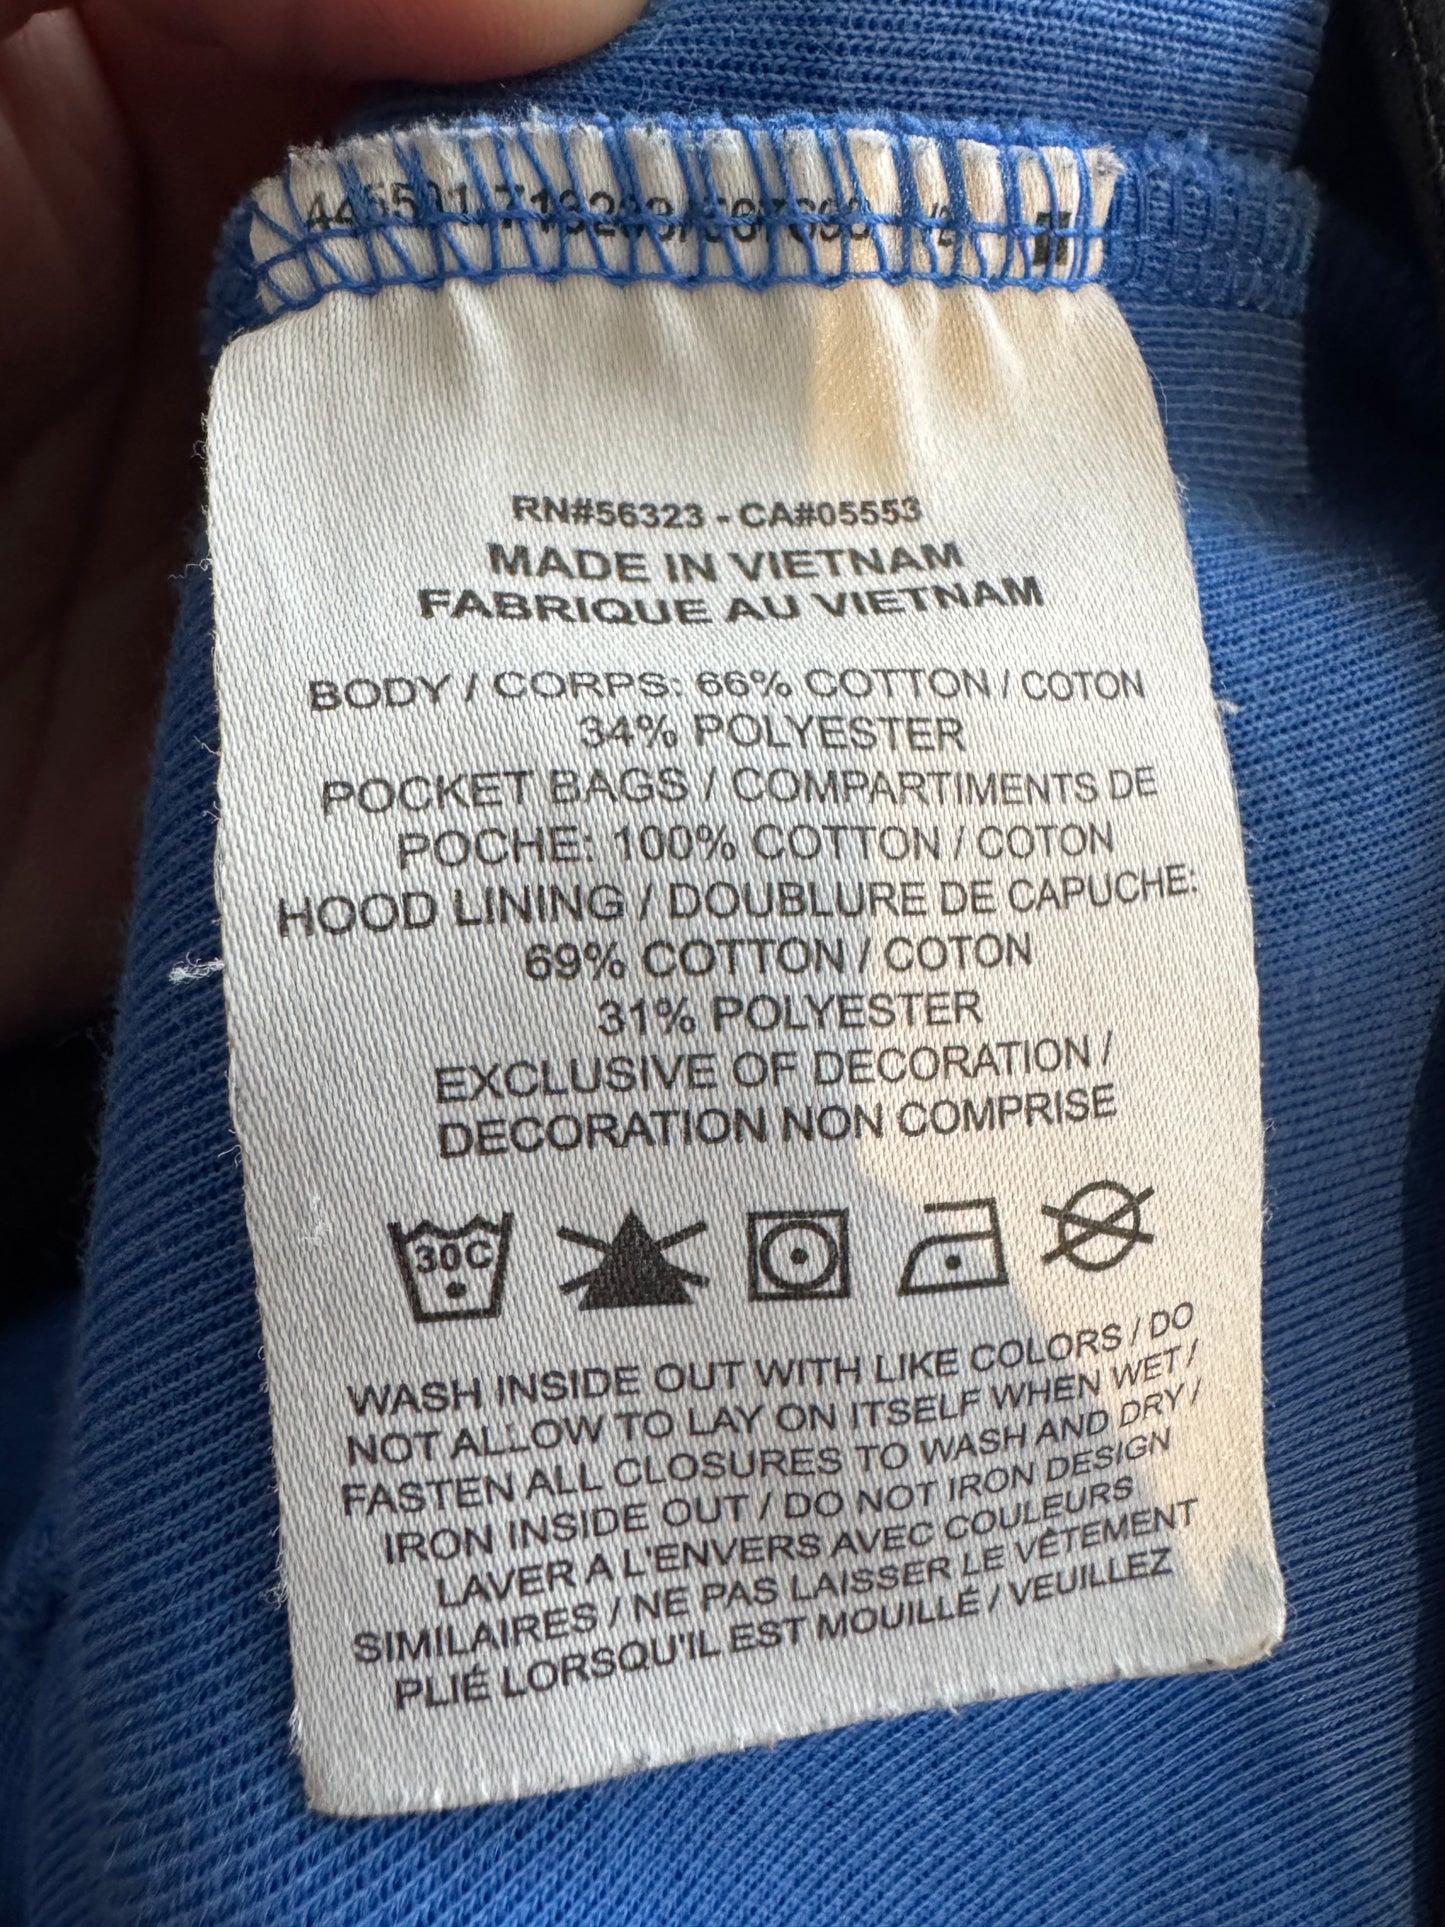 RN#56323 - CA#05553
MADE IN VIETNAM
FABRIQUE AU VIETNAM
BODY / CORPS: 66% COTTON / COTON
34% POLYESTER
POCKET BAGS / COMPARTIMENTS DE
POCHE: 100% COTTON / COTON
HOOD LINING / DOUBLURE DE CAPUCHE:
69% COTTON / COTON
31% POLYESTER
EXCLUSIVE OF DECORATION /
DECORATION NON COMPRISE
30C
WASH INSIDE OUT WITH LIKE COLORS / DO
NOT ALLOW TO LAY ON ITSELF WHEN WET /
FASTEN ALL CLOSURES TO WASH AND DRY /
IRON INSIDE OUT / DO NOT IRON DESIGN
LAVER A L'ENVERS AVEC COULEURS
SIMILAIRES / NE PAS LAISSER LE VÊTEMENT
PLIÉ LORSQU'IL EST MOUILLÉ / VEUILLEZ